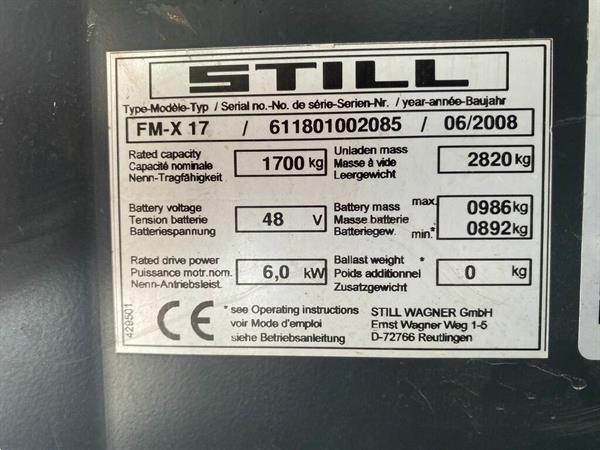 STILL
Type-Modèle-Typ / Serial no.-No. de série-Serien-Nr. / year-année-Baujahr
FM-X 17 / 611801002085 / 06/2008
Rated capacity
Capacité nominale
Nenn-Tragfähigkeit
1700 kg
Unladen mass
Masse à vide
Leergewicht
2820 kg
Battery voltage
Tension batterie
Batteriespannung
48 V
Battery mass max.
Masse batterie
Batteriegew. min.*
0986 kg
0892 kg
Rated drive power
Puissance motr.nom.
Nenn-Antriebsleist.
6,0 kW
Ballast weight *
Poids additionnel
Zusatzgewicht
0 kg
429501
CE
*see Operating instructions
voir Mode d'emploi
siehe Betriebsanleitung
STILL WAGNER GmbH
Ernst Wagner Weg 1-5
D-72766 Reutlingen